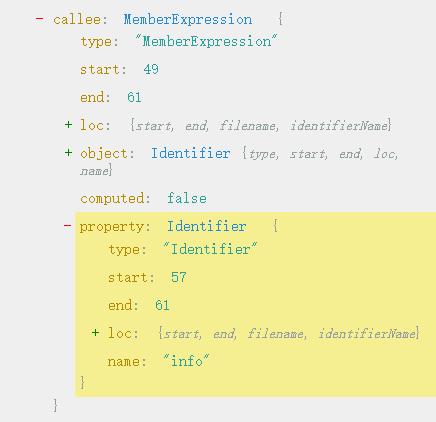 - callee: MemberExpression {
type: "MemberExpression"
start: 49
end: 61
+ loc: {start, end, filename, identifierName}
+ object: Identifier {type, start, end, loc,
name}
computed: false
- property: Identifier {
type: "Identifier"
start: 57
end: 61
+ loc: {start, end, filename, identifierName}
name: "info"
}
}